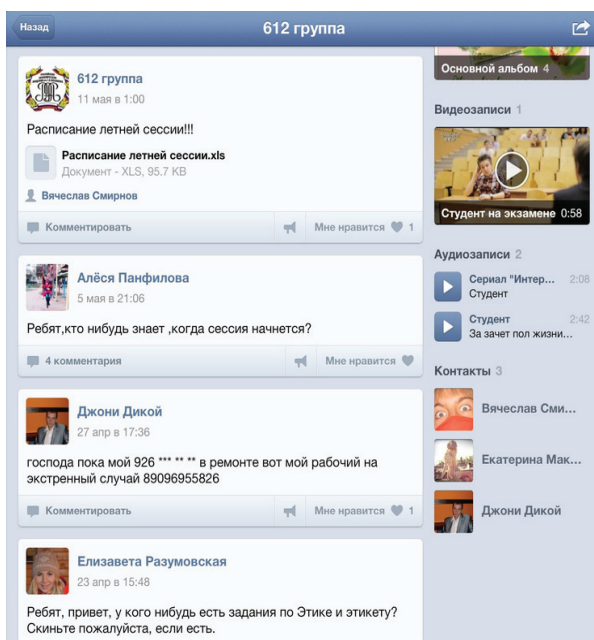 Назад
612 группа
612 группа
11 мая в 1:00
Расписание летней сессии!!!
Расписание летней сессии.xls
Документ - XLS, 95.7 KB
Вячеслав Смирнов
Комментировать
Мне нравится 1
Алёся Панфилова
5 мая в 21:06
Ребят,кто нибудь знает ,когда сессия начнется?
4 комментария
Мне нравится
Джони Дикой
27 апр в 17:36
господа пока мой 926 *** ** ** в ремонте вот мой рабочий на
экстренный случай 89096955826
Комментировать
Мне нравится 1
Елизавета Разумовская
23 апр в 15:48
Ребят, привет, у кого нибудь есть задания по Этике и этикету?
Скиньте пожалуйста, если есть.
Основной альбом 4
Видеозаписи 1
Студент на экзамене 0:58
Аудиозаписи 2
Сериал "Интер... 2:08
Студент
Студент 2:42
За зачет пол жизни...
Контакты 3
Вячеслав Сми...
Екатерина Мак...
Джони Дикой